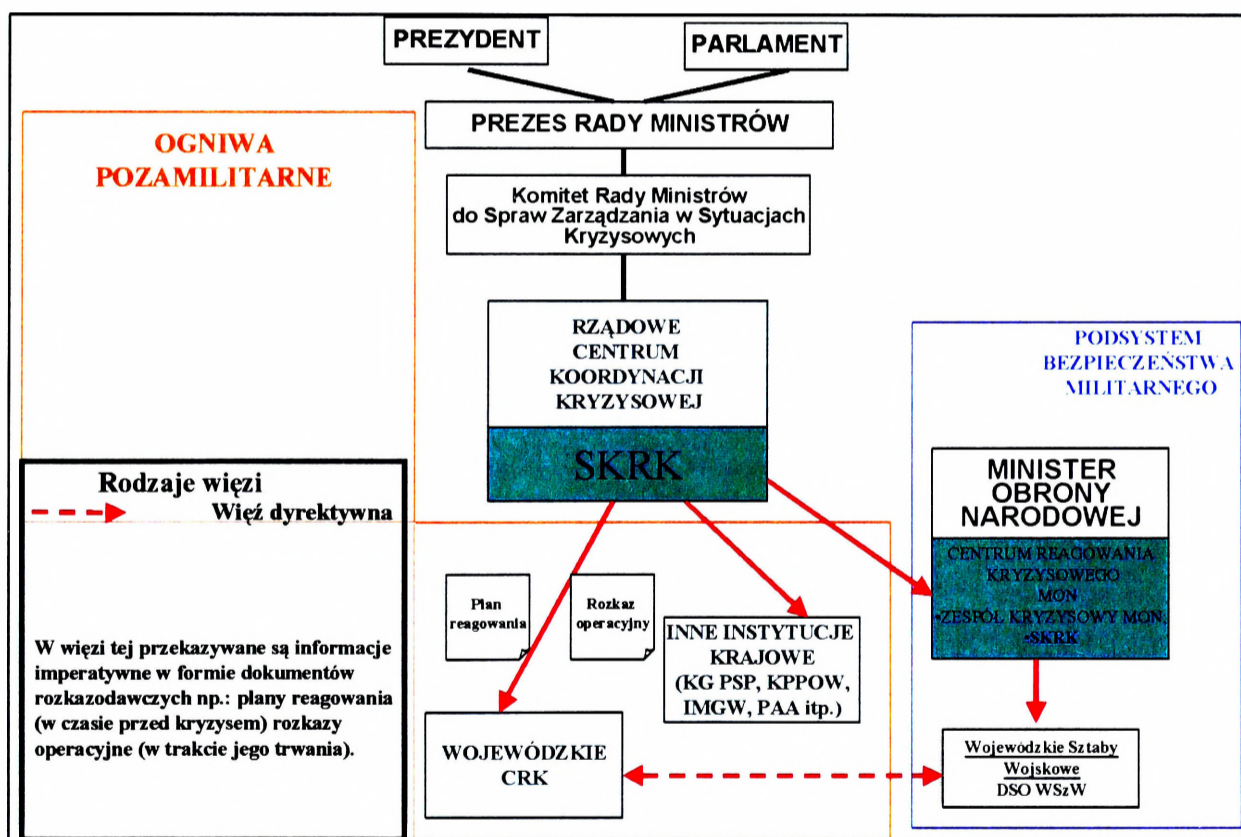 PREZYDENT
PARLAMENT
PREZES RADY MINISTRÓW
OGNIWA
POZAMILITARNE
Komitet Rady Ministrów
do Spraw Zarządzania w Sytuacjach
Kryzysowych
RZĄDOWE
CENTRUM
KOORDYNACJI
KRYZYSOWEJ
SKRK
PODSYSTEM
BEZPIECZEŃSTWA
MILITARNEGO
MINISTER
OBRONY
NARODOWEJ
CENTRUM REAGOWANIA
KRYZYSOWEGO
MON
•ZESPÓŁ KRYZYSOWY MON,
•SKRK
Rodzaje więzi
Więź dyrektywna
W więzi tej przekazywane są informacje
imperatywne w formie dokumentów
rozkazodawczych np.: plany reagowania
(w czasie przed kryzysem) rozkazy
operacyjne (w trakcie jego trwania).
Plan
reagowania
Rozkaz
operacyjny
INNE INSTYTUCJE
KRAJOWE
(KG PSP, KPPOW,
IMGW, PAA itp.)
WOJEWÓDZKIE
CRK
Wojewódzkie Sztaby
Wojskowe
DSO WSzW